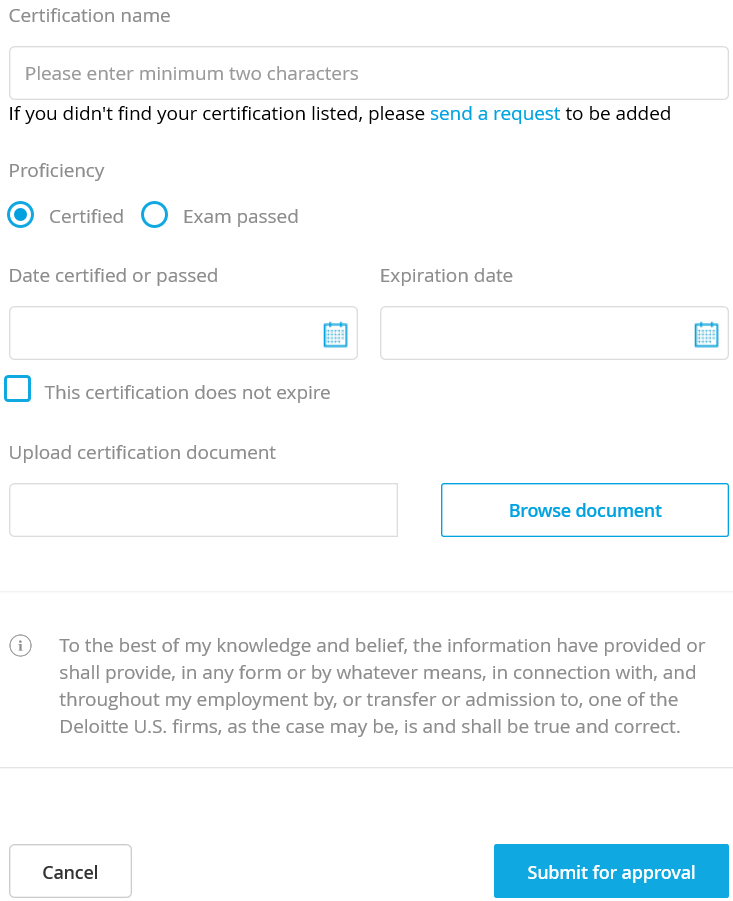 Certification name
Please enter minimum two characters
If you didn't find your certification listed, please send a request to be added
Proficiency
Certified Exam passed
Date certified or passed Expiration date
This certification does not expire
Upload certification document
Browse document
To the best of my knowledge and belief, the information have provided or
shall provide, in any form or by whatever means, in connection with, and
throughout my employment by, or transfer or admission to, one of the
Deloitte U.S. firms, as the case may be, is and shall be true and correct.
Cancel Submit for approval